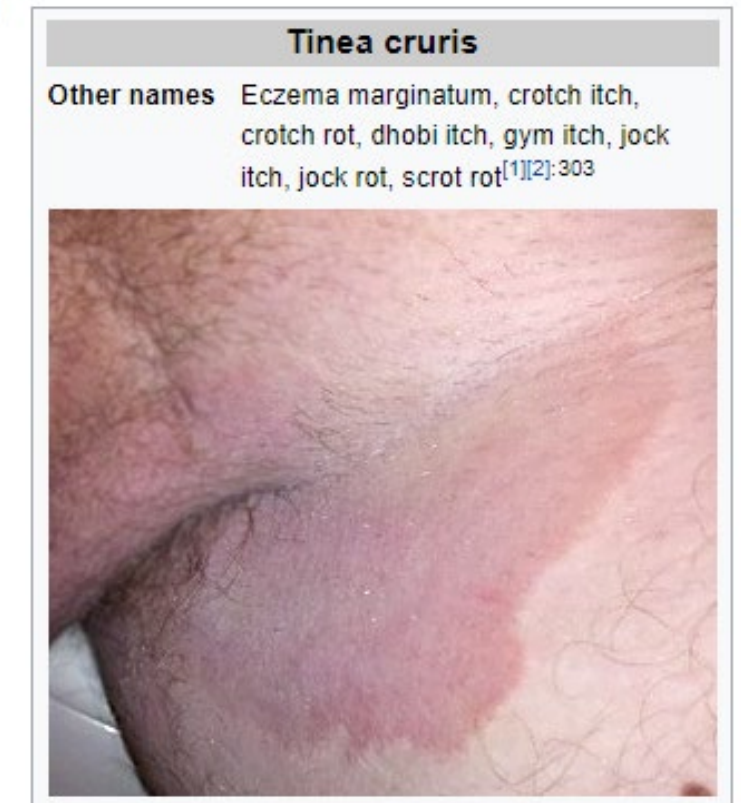 Tinea cruris
Other names Eczema marginatum, crotch itch,
crotch rot, dhobi itch, gym itch, jock
itch, jock rot, scrot rot[1][2]:303